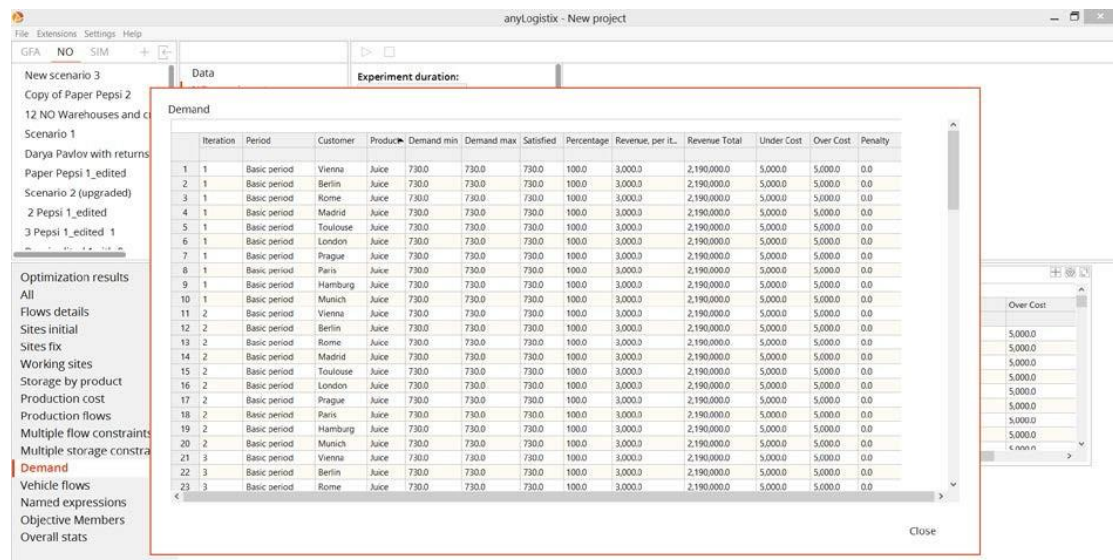 anyLogistix - New project
File Extensions Settings Help
GFA NO SIM
New scenario 3
Copy of Paper Pepsi 2
12 NO Warehouses and c
Scenario 1
Darya Pavlov with returns
Paper Pepsi 1_edited
Scenario 2 (upgraded)
2 Pepsi 1_edited
3 Pepsi 1_edited 1
Data
Experiment duration:
Optimization results
All
Flows details
Sites initial
Sites fix
Working sites
Storage by product
Production cost
Production flows
Multiple flow constraints
Multiple storage constra
Demand
Vehicle flows
Named expressions
Objective Members
Overall stats
Demand
Iteration Period Customer Product Demand min Demand max Satisfied Percentage Revenue, per it... Revenue Total Under Cost Over Cost Penalty
1 1 Basic period Vienna Juice 730.0 730.0 730.0 100.0 3,000.0 2,190,000.0 5,000.0 5,000.0 0.0
2 1 Basic period Berlin Juice 730.0 730.0 730.0 100.0 3,000.0 2,190,000.0 5,000.0 5,000.0 0.0
3 1 Basic period Rome Juice 730.0 730.0 730.0 100.0 3,000.0 2,190,000.0 5,000.0 5,000.0 0.0
4 1 Basic period Madrid Juice 730.0 730.0 730.0 100.0 3,000.0 2,190,000.0 5,000.0 5,000.0 0.0
5 1 Basic period Toulouse Juice 730.0 730.0 730.0 100.0 3,000.0 2,190,000.0 5,000.0 5,000.0 0.0
6 1 Basic period London Juice 730.0 730.0 730.0 100.0 3,000.0 2,190,000.0 5,000.0 5,000.0 0.0
7 1 Basic period Prague Juice 730.0 730.0 730.0 100.0 3,000.0 2,190,000.0 5,000.0 5,000.0 0.0
8 1 Basic period Paris Juice 730.0 730.0 730.0 100.0 3,000.0 2,190,000.0 5,000.0 5,000.0 0.0
9 1 Basic period Hamburg Juice 730.0 730.0 730.0 100.0 3,000.0 2,190,000.0 5,000.0 5,000.0 0.0
10 1 Basic period Munich Juice 730.0 730.0 730.0 100.0 3,000.0 2,190,000.0 5,000.0 5,000.0 0.0
11 2 Basic period Vienna Juice 730.0 730.0 730.0 100.0 3,000.0 2,190,000.0 5,000.0 5,000.0 0.0
12 2 Basic period Berlin Juice 730.0 730.0 730.0 100.0 3,000.0 2,190,000.0 5,000.0 5,000.0 0.0
13 2 Basic period Rome Juice 730.0 730.0 730.0 100.0 3,000.0 2,190,000.0 5,000.0 5,000.0 0.0
14 2 Basic period Madrid Juice 730.0 730.0 730.0 100.0 3,000.0 2,190,000.0 5,000.0 5,000.0 0.0
15 2 Basic period Toulouse Juice 730.0 730.0 730.0 100.0 3,000.0 2,190,000.0 5,000.0 5,000.0 0.0
16 2 Basic period London Juice 730.0 730.0 730.0 100.0 3,000.0 2,190,000.0 5,000.0 5,000.0 0.0
17 2 Basic period Prague Juice 730.0 730.0 730.0 100.0 3,000.0 2,190,000.0 5,000.0 5,000.0 0.0
18 2 Basic period Paris Juice 730.0 730.0 730.0 100.0 3,000.0 2,190,000.0 5,000.0 5,000.0 0.0
19 2 Basic period Hamburg Juice 730.0 730.0 730.0 100.0 3,000.0 2,190,000.0 5,000.0 5,000.0 0.0
20 2 Basic period Munich Juice 730.0 730.0 730.0 100.0 3,000.0 2,190,000.0 5,000.0 5,000.0 0.0
21 3 Basic period Vienna Juice 730.0 730.0 730.0 100.0 3,000.0 2,190,000.0 5,000.0 5,000.0 0.0
22 3 Basic period Berlin Juice 730.0 730.0 730.0 100.0 3,000.0 2,190,000.0 5,000.0 5,000.0 0.0
23 3 Basic period Rome Juice 730.0 730.0 730.0 100.0 3,000.0 2,190,000.0 5,000.0 5,000.0 0.0
Close
Over Cost
5,000.0
5,000.0
5,000.0
5,000.0
5,000.0
5,000.0
5,000.0
5,000.0
5,000.0